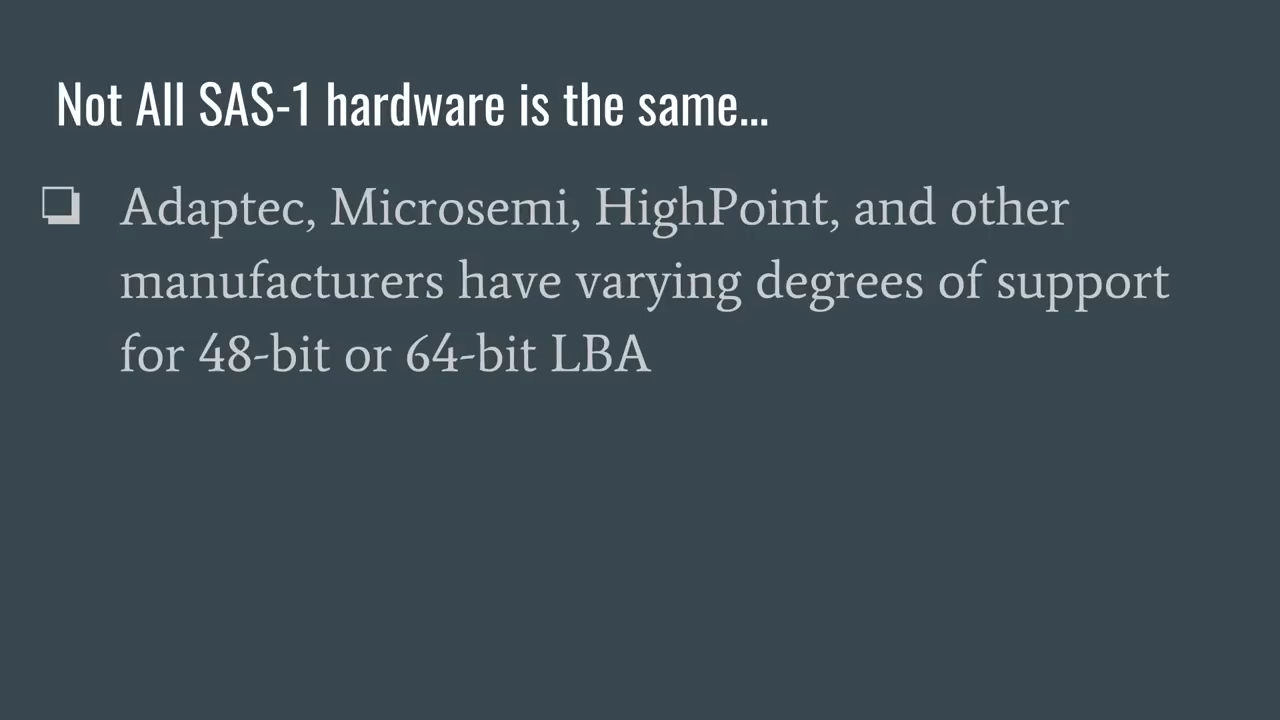 Not All SAS-1 hardware is the same...
❏ Adaptec, Microsemi, HighPoint, and other
manufacturers have varying degrees of support
for 48-bit or 64-bit LBA